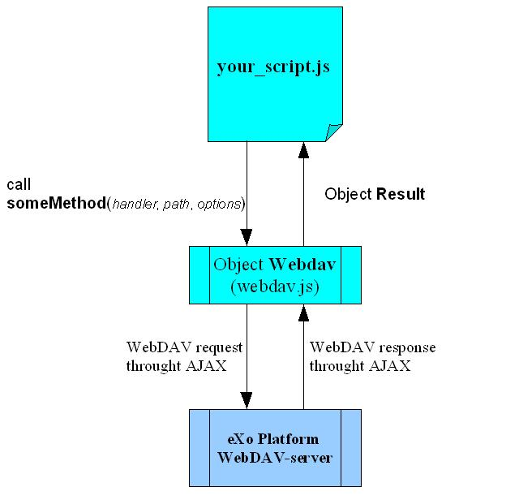 your_script.js
call
someMethod(handler, path, options)
Object Result
Object Webdav
(webdav.js)
WebDAV request
throught AJAX
WebDAV response
throught AJAX
eXo Platform
WebDAV-server